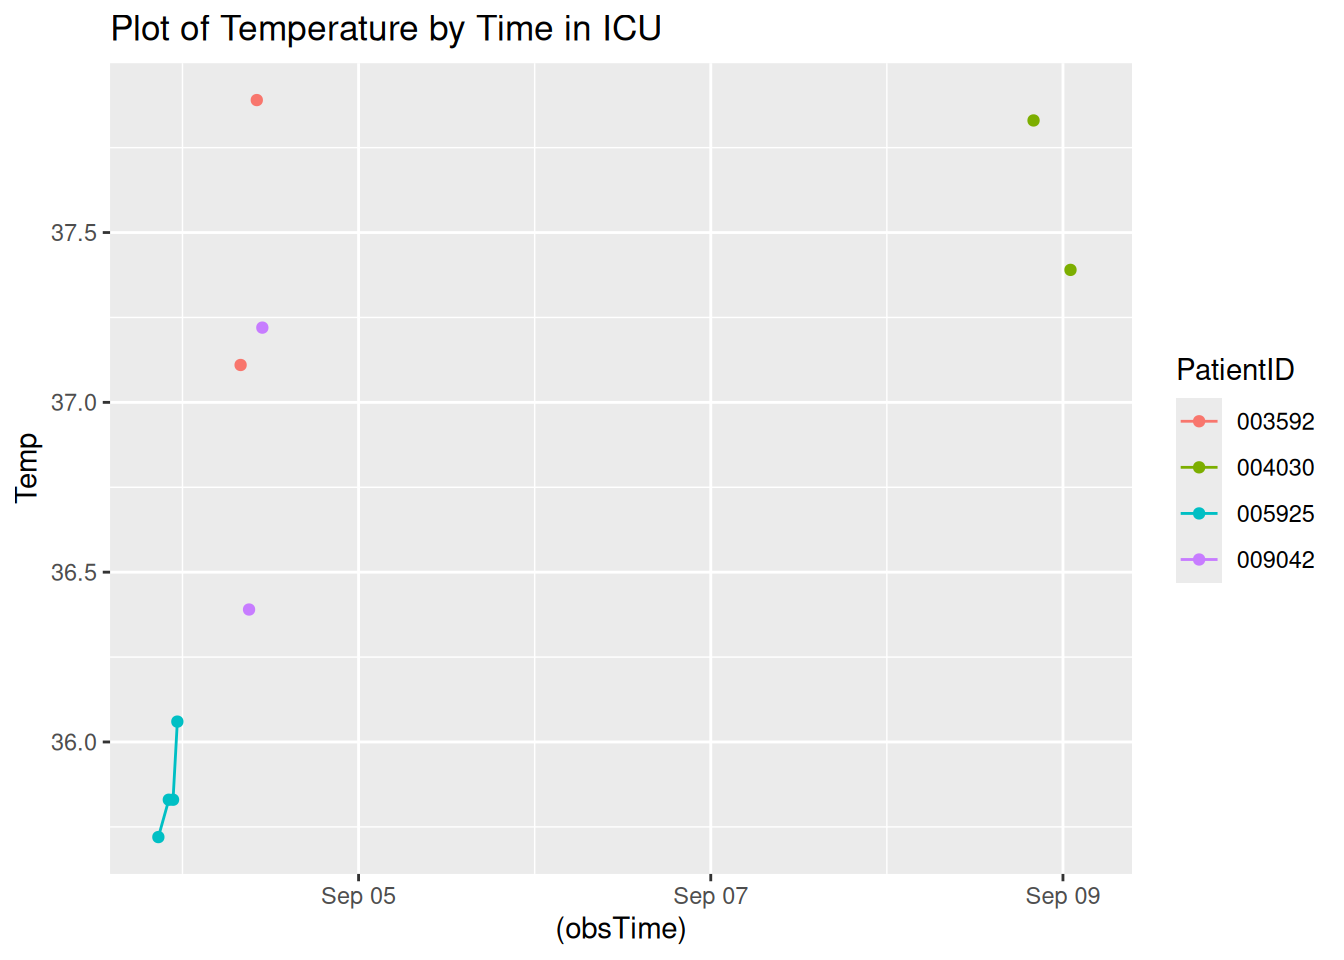 Plot of Temperature by Time in ICU
Temp
37.5
37.0
36.5
36.0
Sep 05 Sep 07 Sep 09
(obsTime)
PatientID
003592
004030
005925
009042